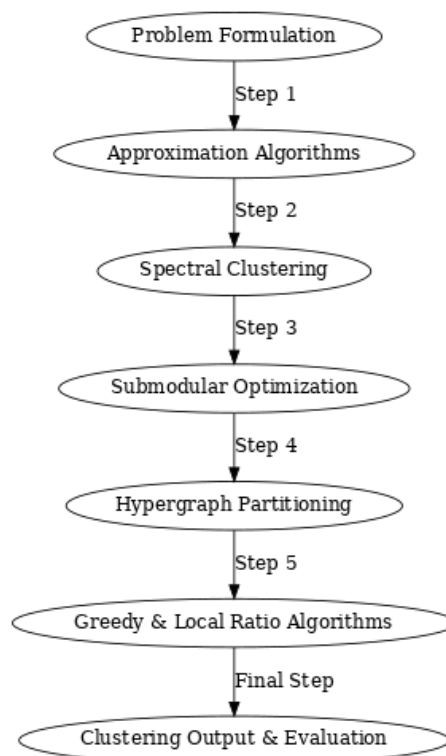 Problem Formulation
Step 1
Approximation Algorithms
Step 2
Spectral Clustering
Step 3
Submodular Optimization
Step 4
Hypergraph Partitioning
Step 5
Greedy & Local Ratio Algorithms
Final Step
Clustering Output & Evaluation